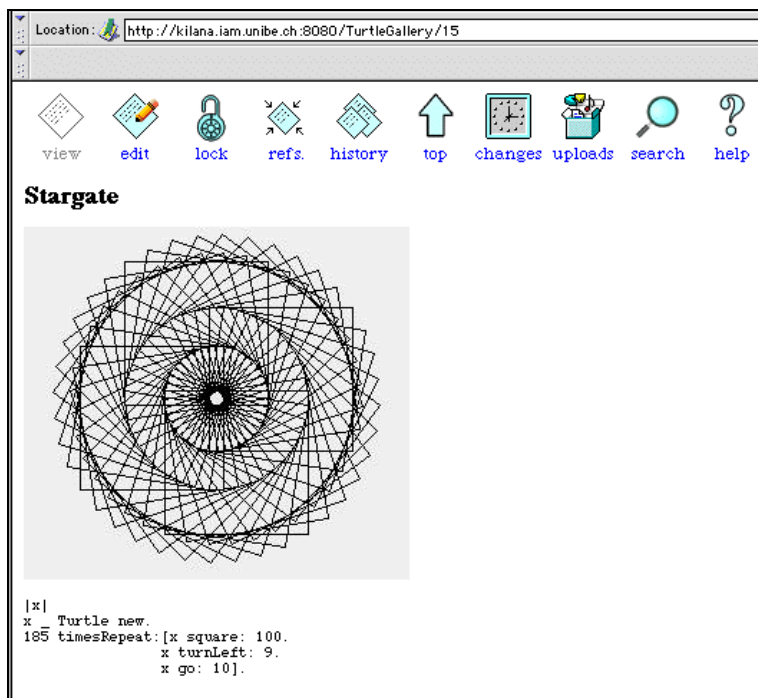 Location: http://kilana.iam.unibe.ch:8080/TurtleGallery/15
view edit lock refs. history top changes uploads search help
Stargate
|x|
x _ Turtle new.
185 timesRepeat:[x square: 100.
x turnLeft: 9.
x go: 10].